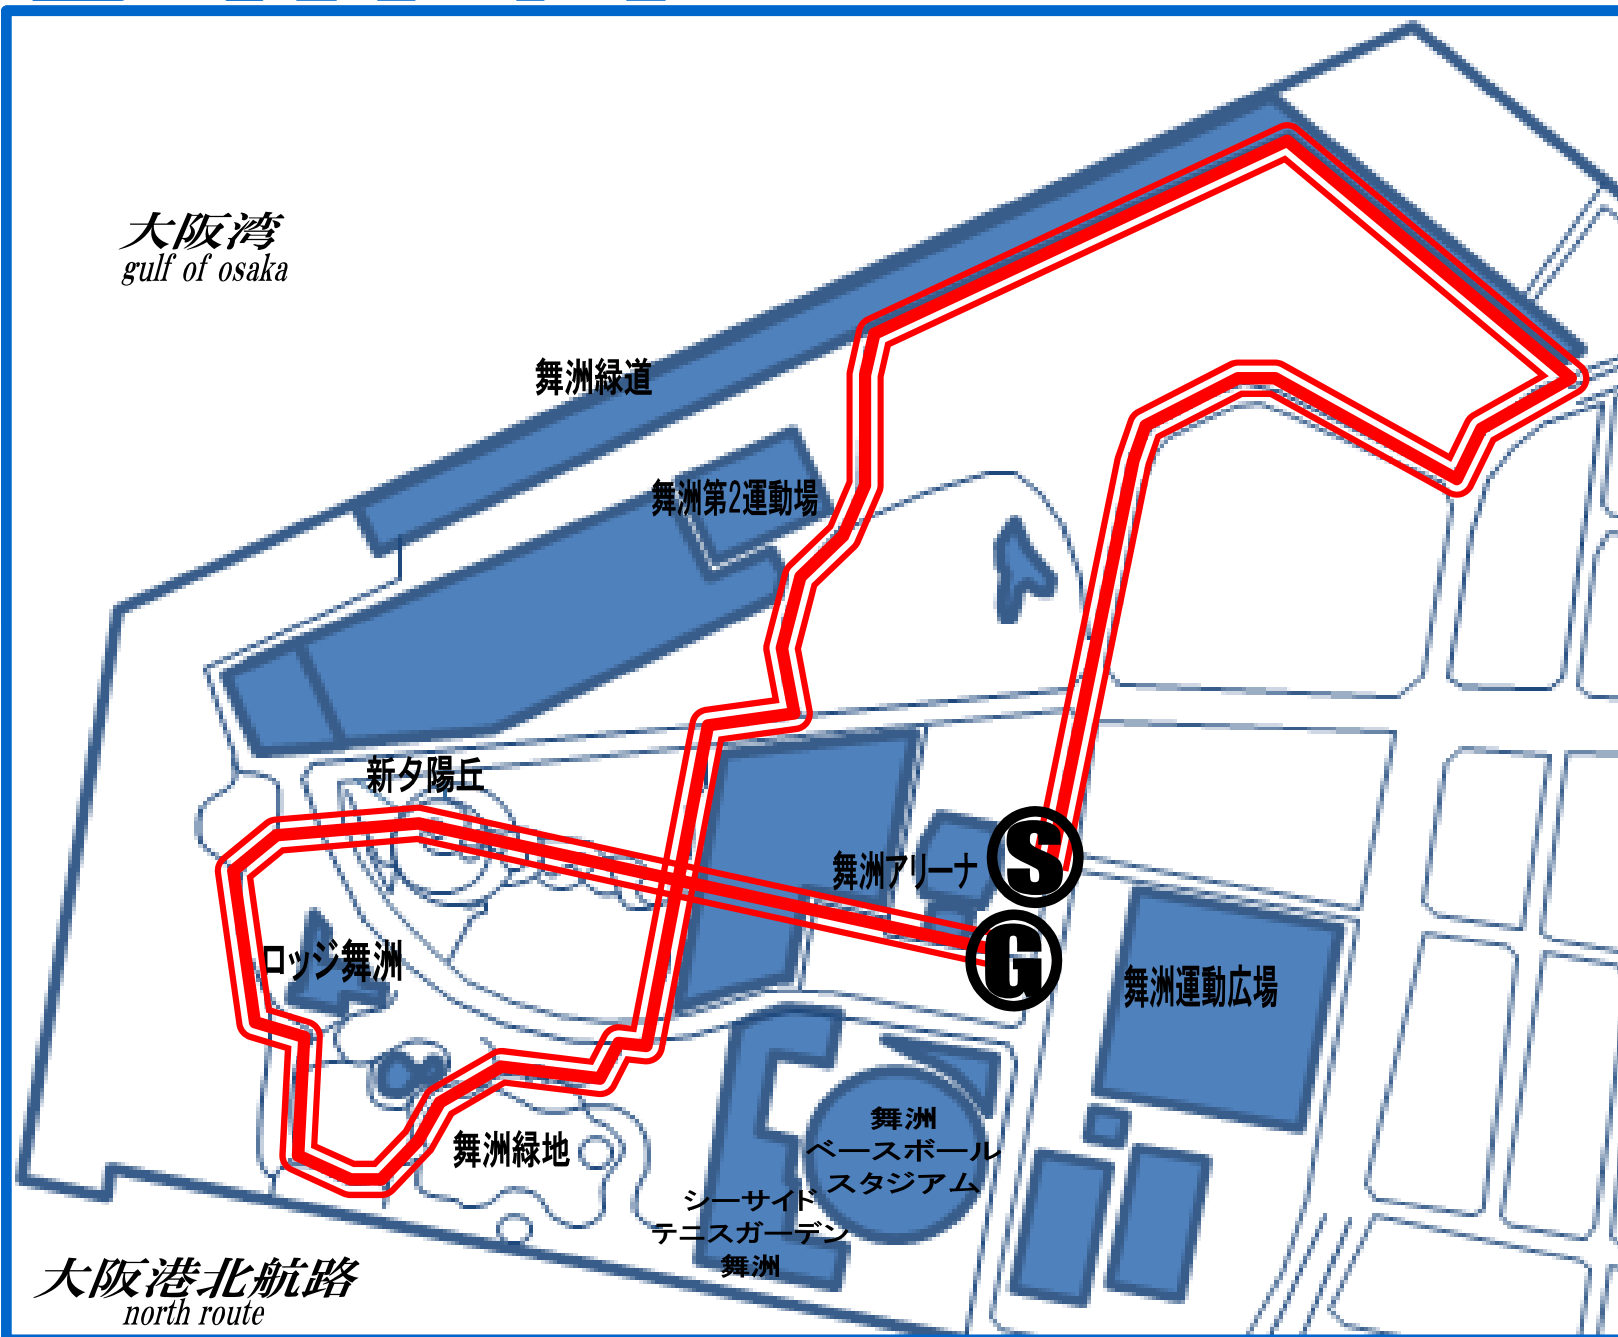 大阪湾
gulf of osaka
舞洲緑道
舞洲第2運動場
新夕陽丘
舞洲アリーナ
S
G
ロッジ舞洲
舞洲運動広場
舞洲緑地
舞洲
ベースボール
スタジアム
シーサイド
テニスガーデン
舞洲
大阪港北航路
north route